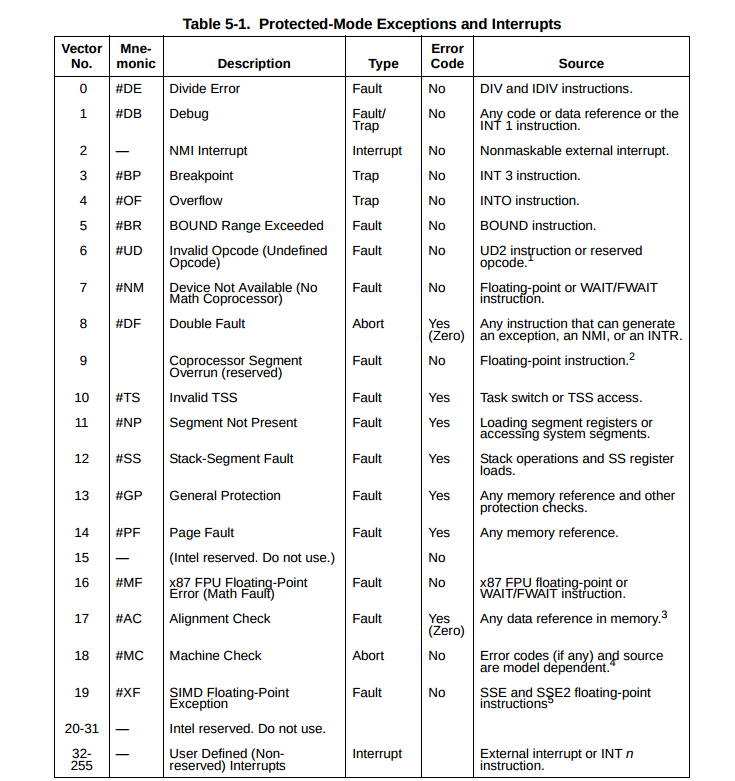 Table 5-1. Protected-Mode Exceptions and Interrupts
Vector No. Mne-monic Description Type Error Code Source
0 #DE Divide Error Fault No DIV and IDIV instructions.
1 #DB Debug Fault/ Trap No Any code or data reference or the INT 1 instruction.
2 — NMI Interrupt Interrupt No Nonmaskable external interrupt.
3 #BP Breakpoint Trap No INT 3 instruction.
4 #OF Overflow Trap No INTO instruction.
5 #BR BOUND Range Exceeded Fault No BOUND instruction.
6 #UD Invalid Opcode (Undefined Opcode) Fault No UD2 instruction or reserved opcode.1
7 #NM Device Not Available (No Math Coprocessor) Fault No Floating-point or WAIT/FWAIT instruction.
8 #DF Double Fault Abort Yes (Zero) Any instruction that can generate an exception, an NMI, or an INTR.
9 Coprocessor Segment Overrun (reserved) Fault No Floating-point instruction.2
10 #TS Invalid TSS Fault Yes Task switch or TSS access.
11 #NP Segment Not Present Fault Yes Loading segment registers or accessing system segments.
12 #SS Stack-Segment Fault Fault Yes Stack operations and SS register loads.
13 #GP General Protection Fault Yes Any memory reference and other protection checks.
14 #PF Page Fault Fault Yes Any memory reference.
15 — (Intel reserved. Do not use.) No
16 #MF x87 FPU Floating-Point Error (Math Fault) Fault No x87 FPU floating-point or WAIT/FWAIT instruction.
17 #AC Alignment Check Fault Yes (Zero) Any data reference in memory.3
18 #MC Machine Check Abort No Error codes (if any) and source are model dependent.4
19 #XF SIMD Floating-Point Exception Fault No SSE and SSE2 floating-point instructions5
20-31 — Intel reserved. Do not use.
32-255 — User Defined (Non-reserved) Interrupts Interrupt External interrupt or INT n instruction.